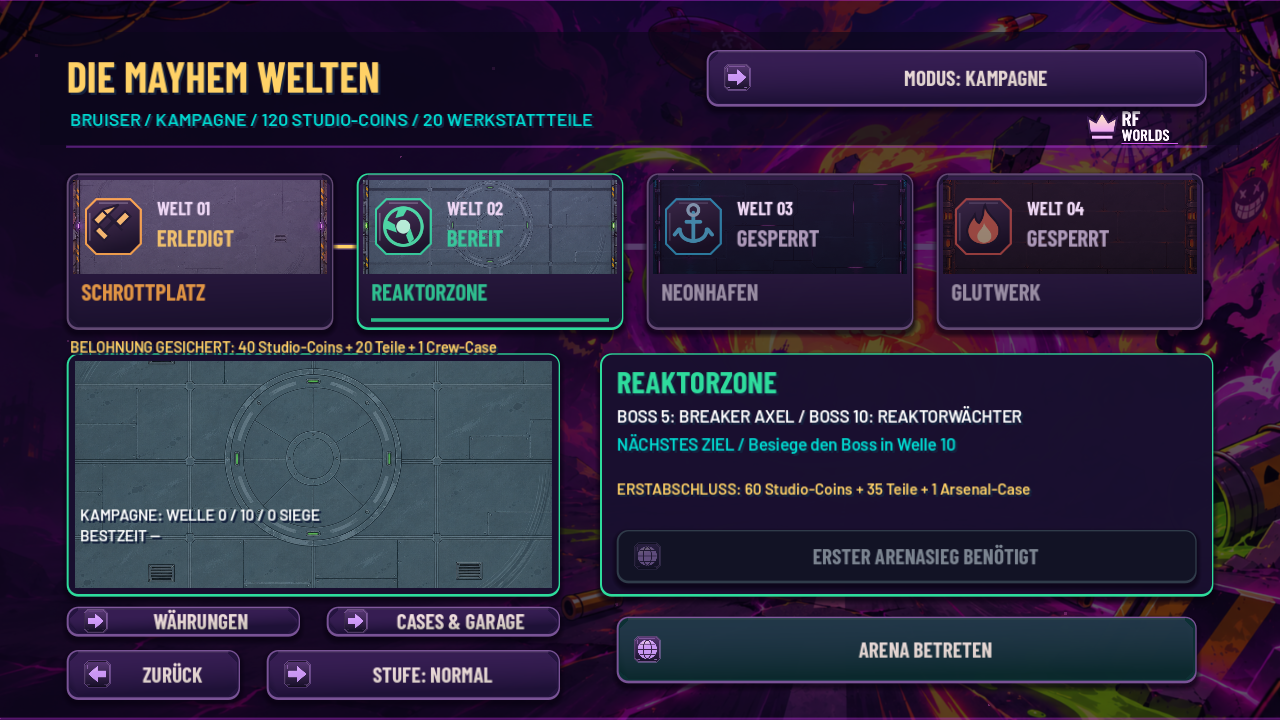 DIE MAYHEM WELTEN
MODUS: KAMPAGNE
BRUISER / KAMPAGNE / 120 STUDIO-COINS / 20 WERKSTATTTEILE
RF
WORLDS
WELT 01
ERLEDIGT
SCHROTTPLATZ
WELT 02
BEREIT
REAKTORZONE
WELT 03
GESPERRT
NEONHAFEN
WELT 04
GESPERRT
GLUTWERK
BELOHNUNG GESICHERT: 40 Studio-Coins + 20 Teile + 1 Crew-Case
KAMPAGNE: WELLE 0 / 10 / 0 SIEGE
BESTZEIT –
REAKTORZONE
BOSS 5: BREAKER AXEL / BOSS 10: REAKTORWÄCHTER
NÄCHSTES ZIEL / Besiege den Boss in Welle 10
ERSTABSCHLUSS: 60 Studio-Coins + 35 Teile + 1 Arsenal-Case
ERSTER ARENASIEG BENÖTIGT
WÄHRUNGEN
CASES & GARAGE
ZURÜCK
STUFE: NORMAL
ARENA BETRETEN